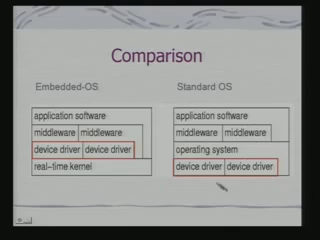 Comparison
Embedded-OS
Standard OS
application software
middleware middleware
device driver device driver
real-time kernel
application software
middleware middleware
operating system
device driver device driver